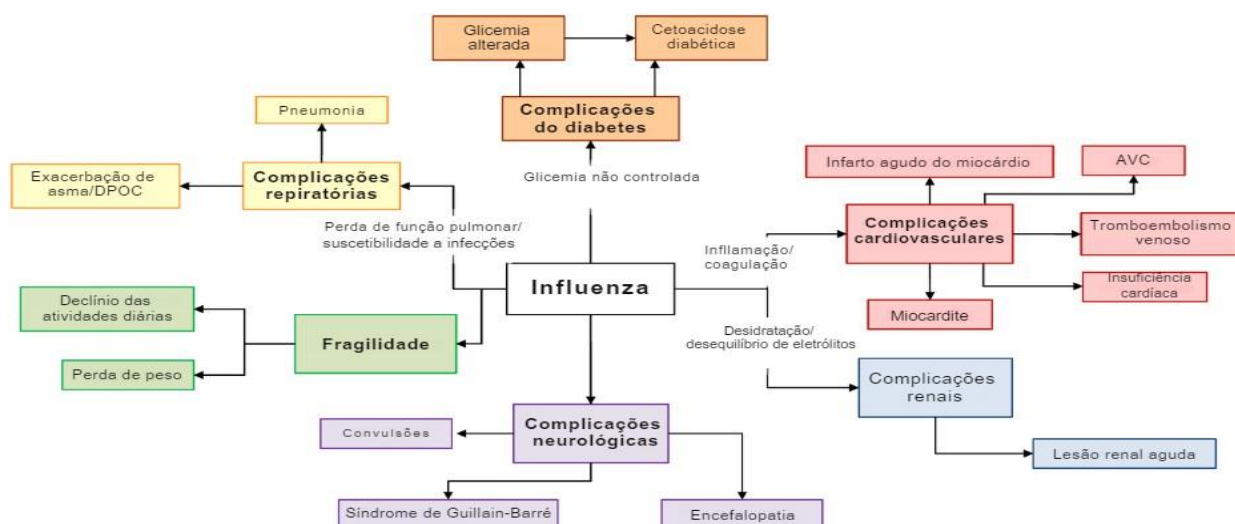 Glicemia
alterada
Cetoacidose
diabética
Complicações
do diabetes
Glicemia não controlada
Pneumonia
Exacerbação de
asma/DPOC
Complicações
repiratórias
Perda de função pulmonar/
suscetibilidade a infecções
Infarto agudo do miocárdio
AVC
Complicações
cardiovasculares
Tromboembolismo
venoso
Insuficiência
cardíaca
Miocardite
Infllamação/
coagulação
Influenza
Desidratação/
desequilíbrio de eletrólitos
Declínio das
atividades diárias
Fragilidade
Perda de peso
Complicações
renais
Lesão renal aguda
Complicações
neurológicas
Convulsões
Síndrome de Guillain-Barré
Encefalopatia